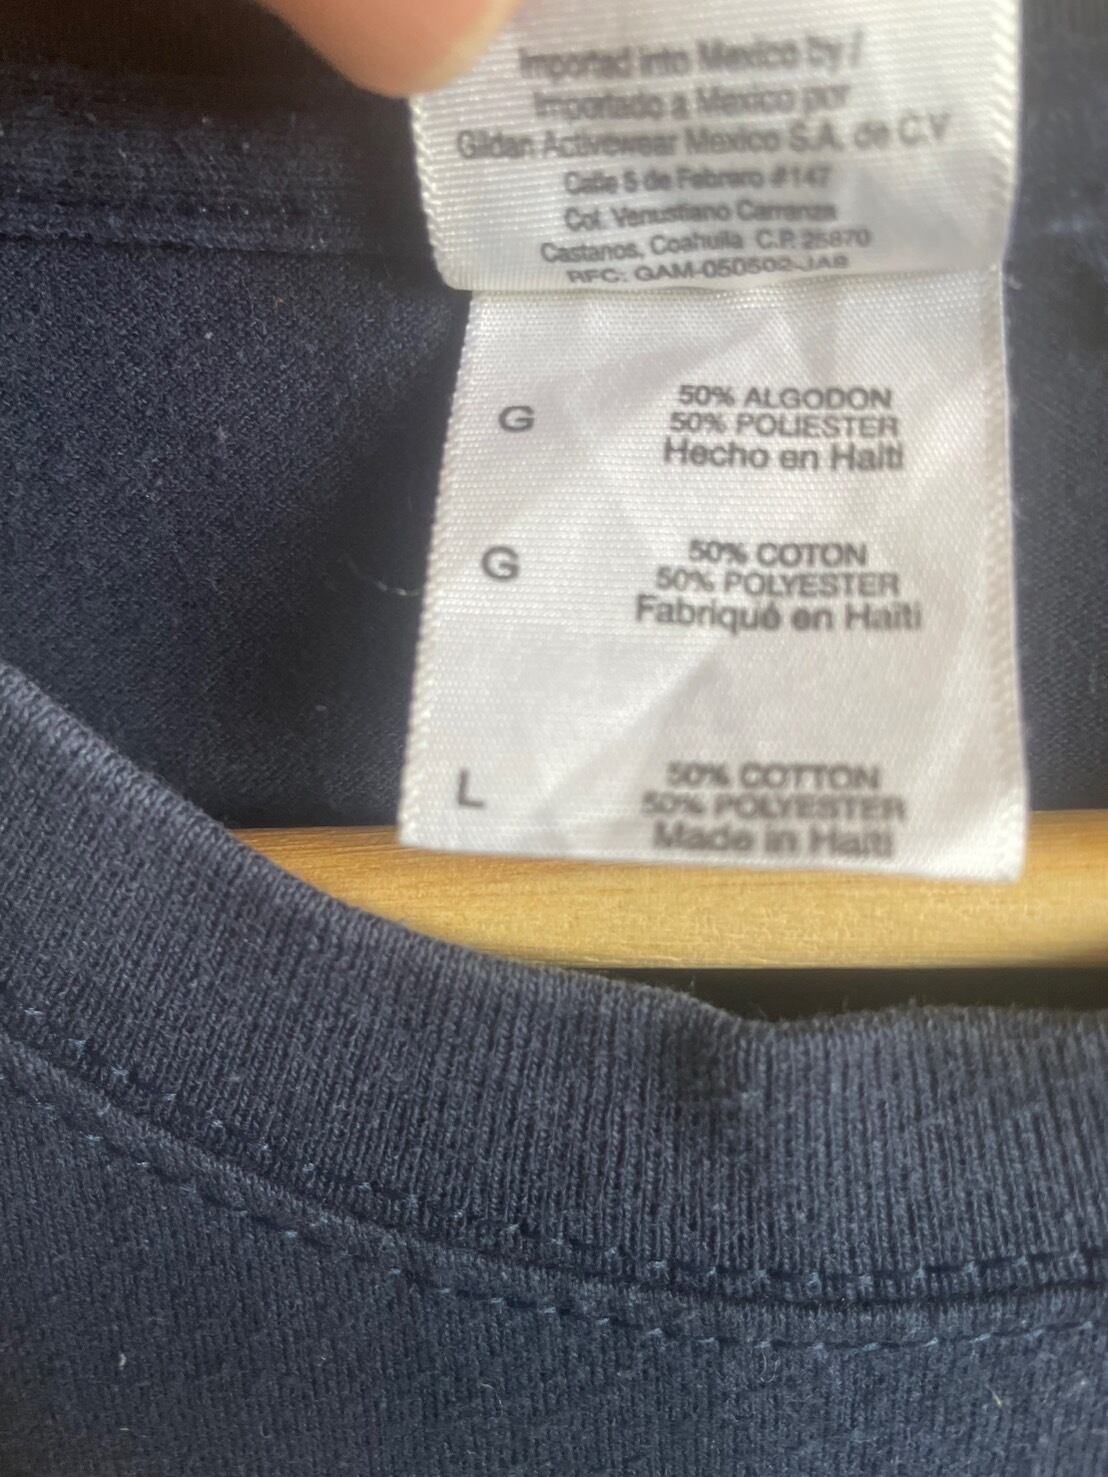 Imported into Mexico by /
Importado a Mexico por
Gildan Activewear Mexico S.A. de C.V
Calle 5 de Febrero #147
Col. Venustiano Carranza
Castanos, Coahuila C.P. 25870
RFC: GAM-050502-JA8
G 50% ALGODON
50% POLIESTER
Hecho en Haiti
G 50% COTON
50% POLYESTER
Fabriqué en Haïti
L 50% COTTON
50% POLYESTER
Made in Haiti